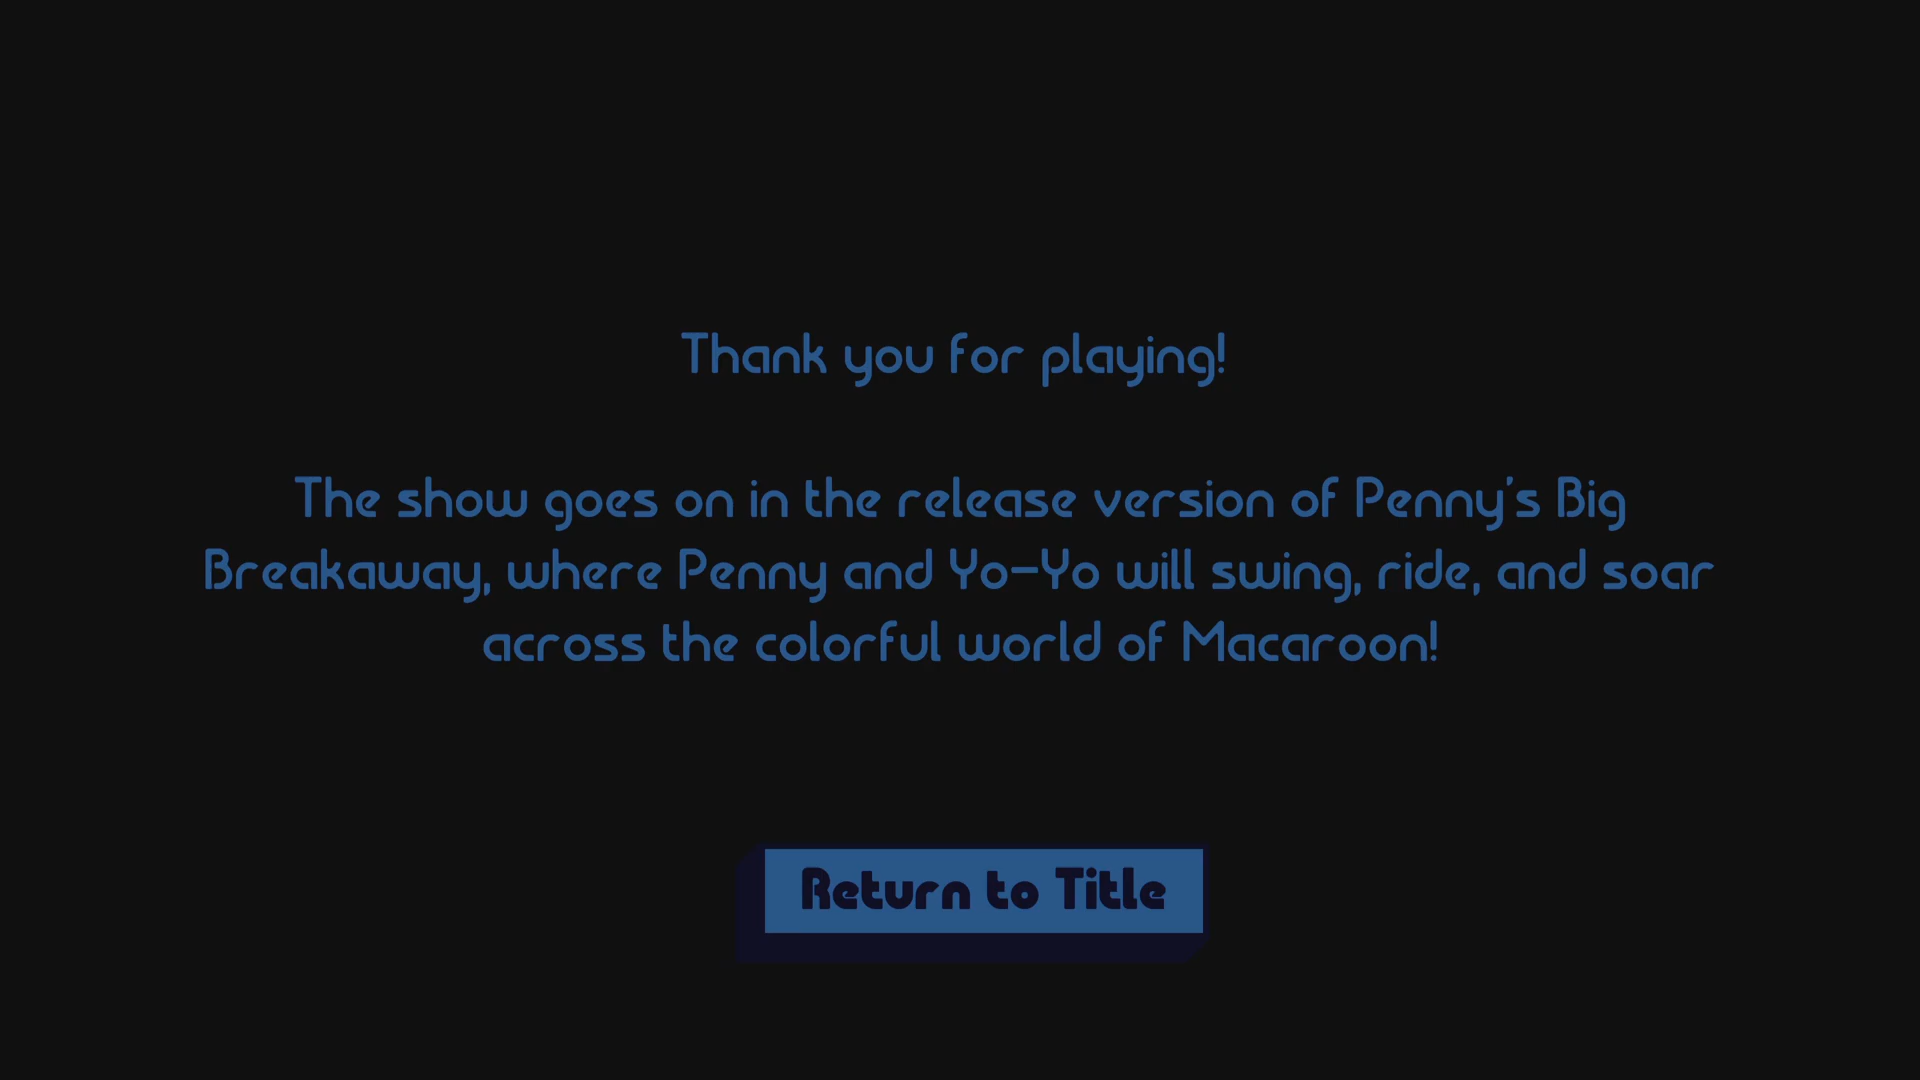 Thank you for playing!
The show goes on in the release version of Penny's Big
Breakaway, where Penny and Yo-Yo will swing, ride, and soar
across the colorful world of Macaroon!
Return to Title